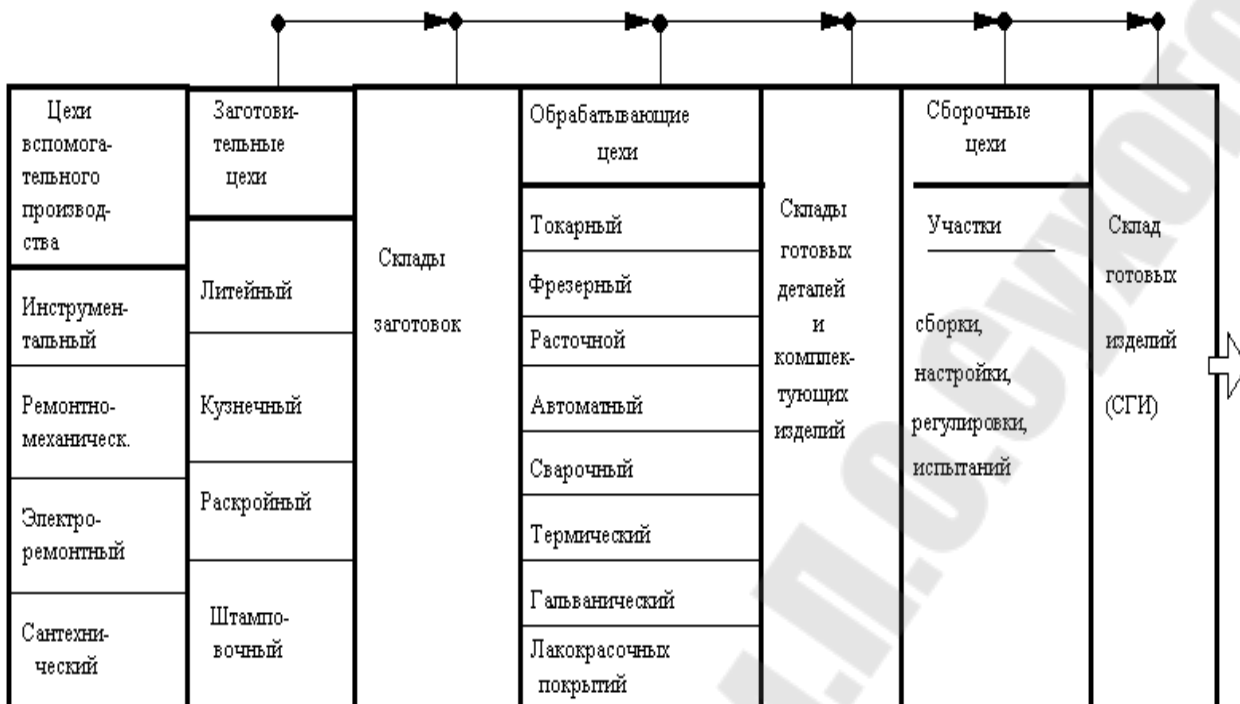 Цехи
вспомога-
тельного
производ-
ства
Инструмен-
тальный
Ремонтно-
механическ.
Электро-
ремонтный
Сантехни-
ческий
Заготови-
тельные
цехи
Литейный
Кузнечный
Раскройный
Штампо-
вочный
Склады
заготовок
Обрабатывающие
цехи
Токарный
Фрезерный
Расточной
Автоматный
Сварочный
Термический
Гальванический
Лакокрасочных
покрытий
Склады
готовых
деталей
и
комплек-
тующих
изделий
Сборочные
цехи
Участки
сборки,
настройки,
регулировки,
испытаний
Склад
готовых
изделий
(СГИ)